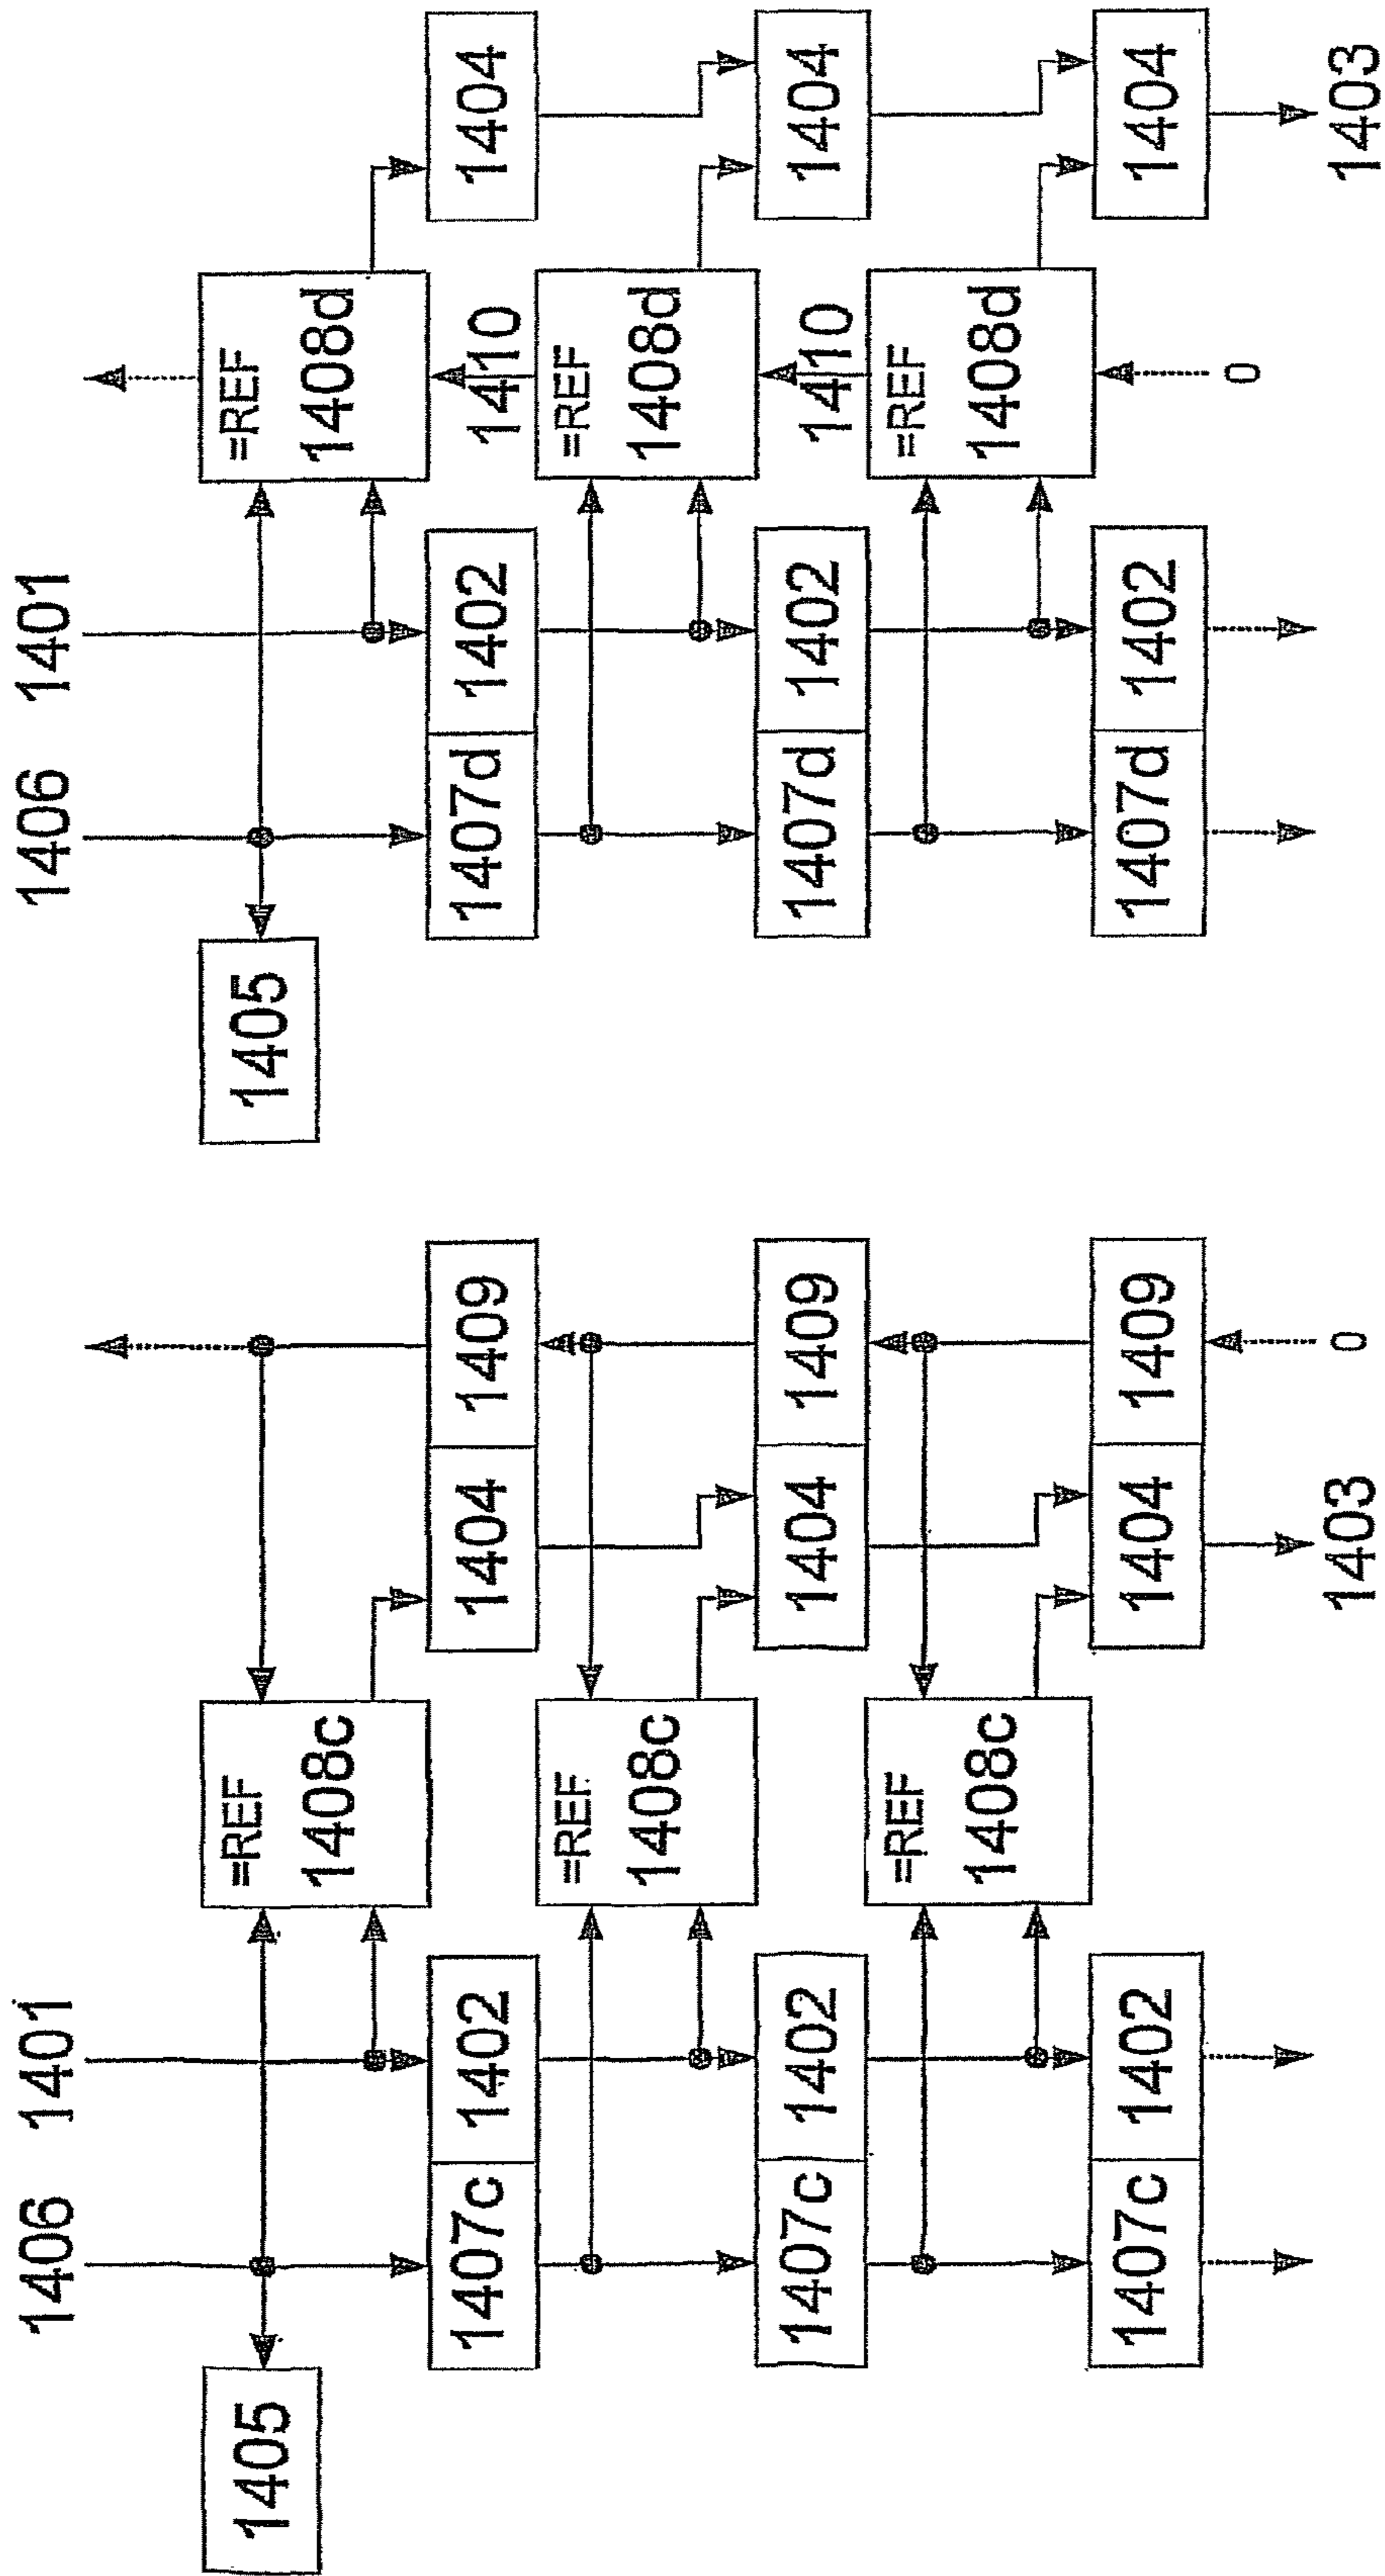 1406 1401
1405 =REF
1408c
1407c 1402 1404 1409
=REF
1408c
1407c 1402 1404 1409
=REF
1408c
1407c 1402 1404 1409
1403 0
1406 1401
1405 =REF
1408d
1407d 1402 1410 1404
=REF
1408d
1407d 1402 1410 1404
=REF
1408d
1407d 1402 0 1404
1403